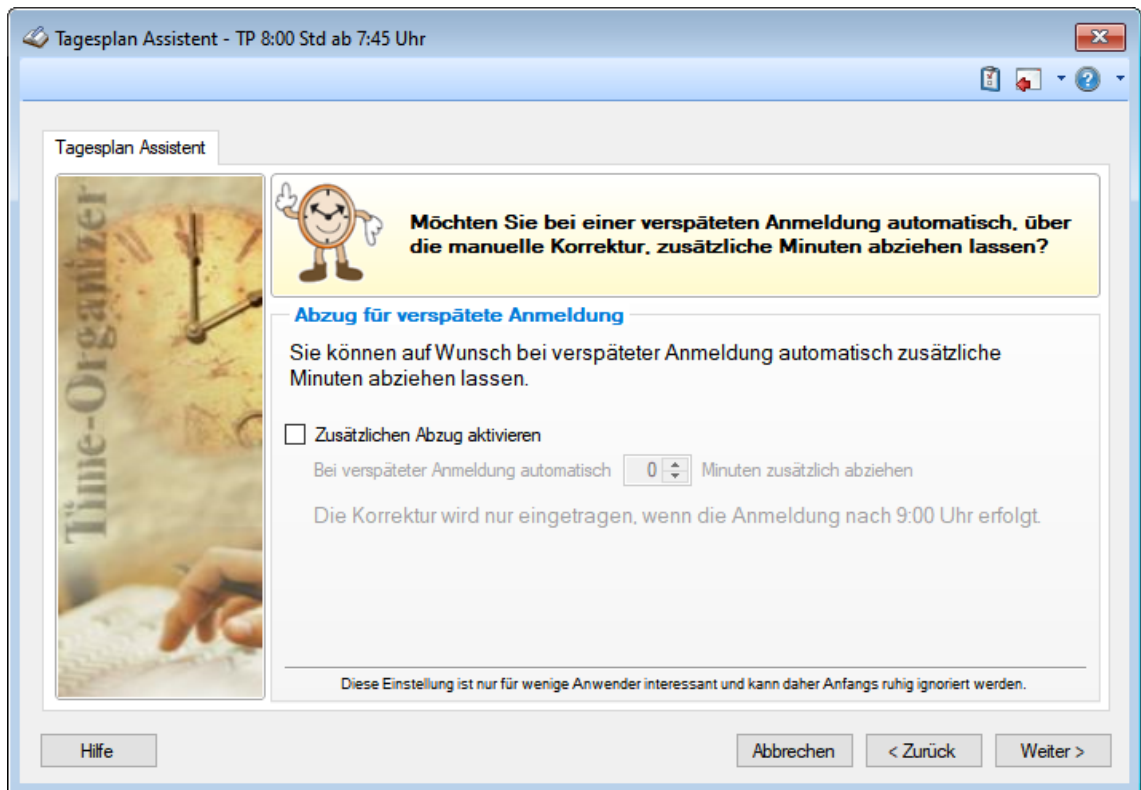 Tagesplan Assistent - TP 8:00 Std ab 7:45 Uhr
Tagesplan Assistent
Time-Organizer
Möchten Sie bei einer verspäteten Anmeldung automatisch, über
die manuelle Korrektur, zusätzliche Minuten abziehen lassen?
Abzug für verspätete Anmeldung
Sie können auf Wunsch bei verspäteter Anmeldung automatisch zusätzliche
Minuten abziehen lassen.
Zusätzlichen Abzug aktivieren
Bei verspäteter Anmeldung automatisch 0 Minuten zusätzlich abziehen
Die Korrektur wird nur eingetragen, wenn die Anmeldung nach 9:00 Uhr erfolgt.
Diese Einstellung ist nur für wenige Anwender interessant und kann daher Anfangs ruhig ignoriert werden.
Hilfe Abbrechen < Zurück Weiter >